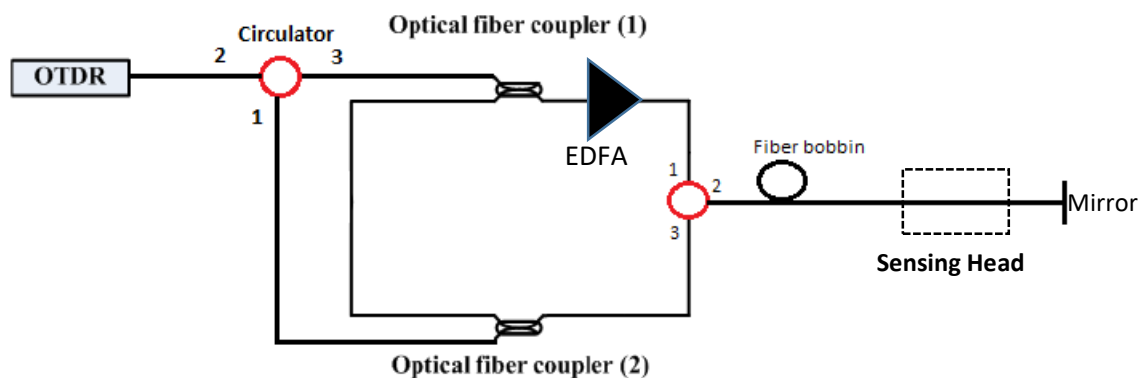 Optical fiber coupler (1)
Circulator
OTDR
2
3
1
EDFA
Fiber bobbin
1
2
3
Mirror
Sensing Head
Optical fiber coupler (2)